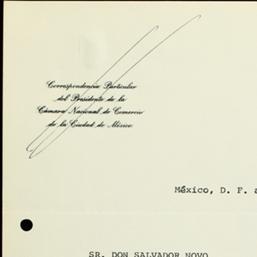 Correspondencia Particular
del Presidente de la
Cámara Nacional de Comercio
de la Ciudad de México
México, D. F. a
SR. DON SALVADOR NOVO